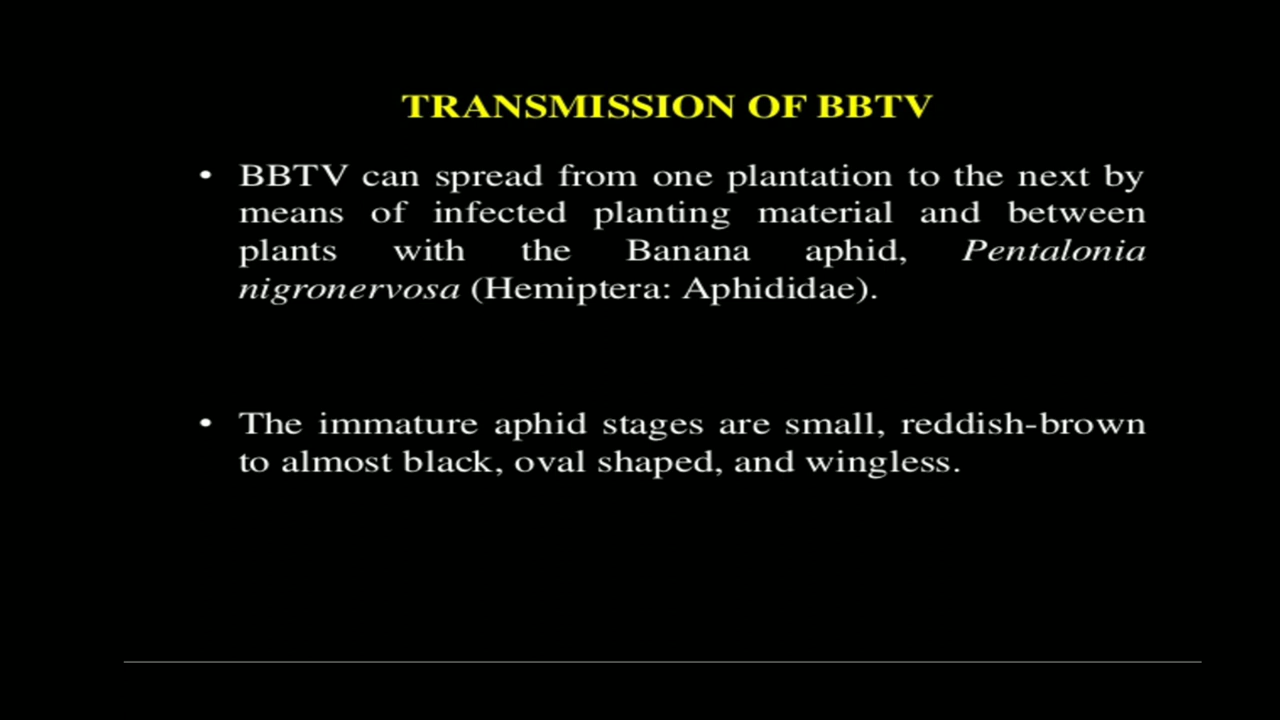 TRANSMISSION OF BBTV
• BBTV can spread from one plantation to the next by
means of infected planting material and between
plants with the Banana aphid, Pentalonia
nigronervosa (Hemiptera: Aphididae).
• The immature aphid stages are small, reddish-brown
to almost black, oval shaped, and wingless.